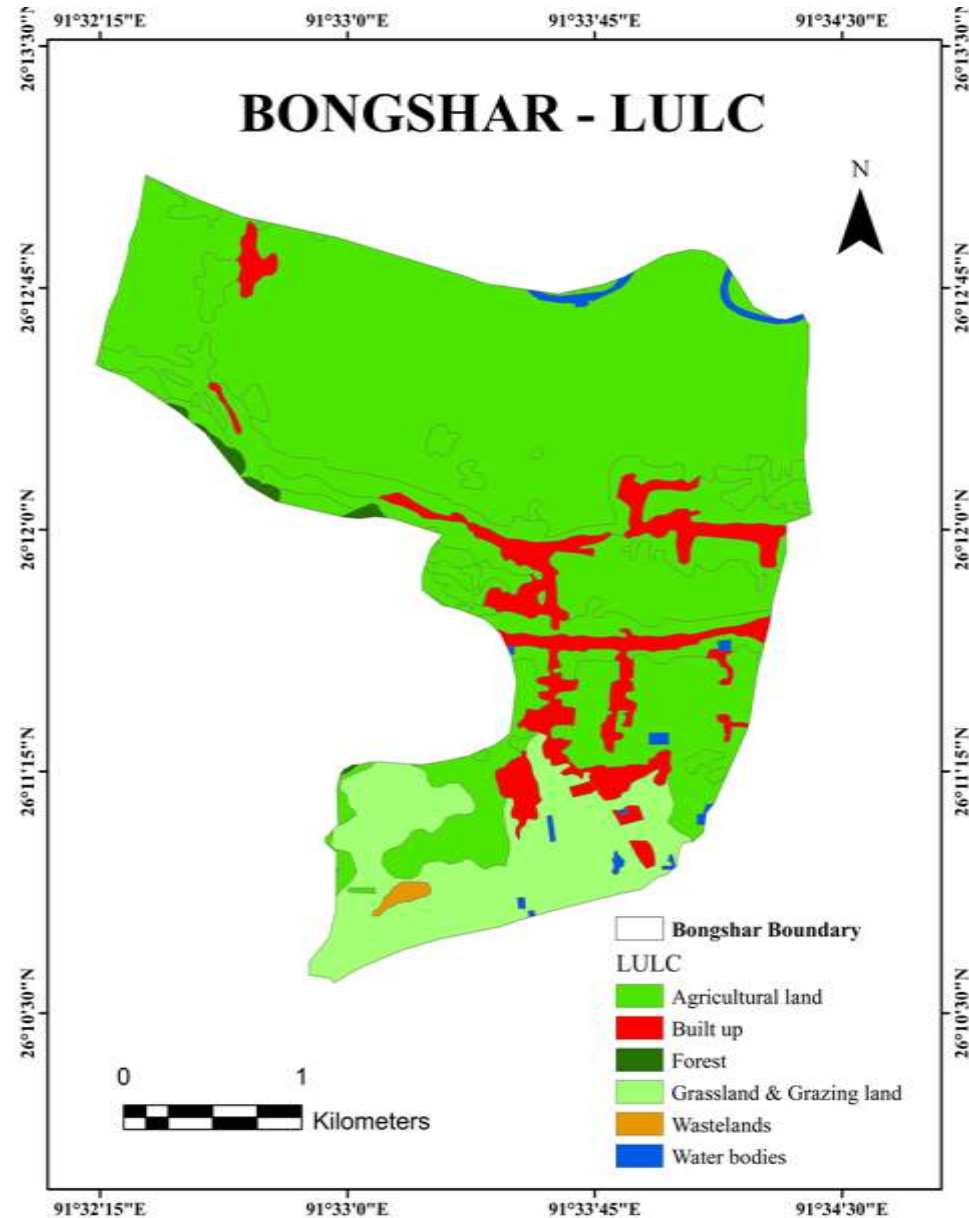 91°32'15"E 91°33'0"E 91°33'45"E 91°34'30"E
26°13'30"N 26°13'30"N
BONGSHAR - LULC
N
26°12'45"N 26°12'45"N
26°12'0"N 26°12'0"N
26°11'15"N 26°11'15"N
Bongshar Boundary
LULC
Agricultural land
26°10'30"N 26°10'30"N
Built up
Forest
0 1
Grassland & Grazing land
Kilometers
Wastelands
Water bodies
91°32'15"E 91°33'0"E 91°33'45"E 91°34'30"E